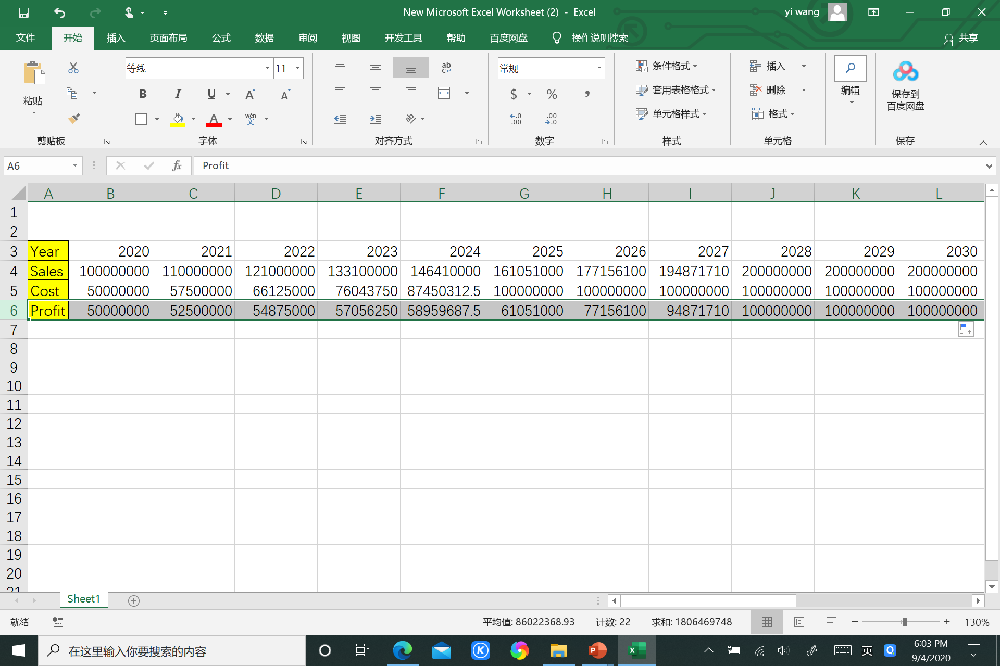 New Microsoft Excel Worksheet (2) - Excel
yi wang
文件 开始 插入 页面布局 公式 数据 审阅 视图 开发工具 帮助 百度网盘 操作说明搜索 共享
粘贴
剪贴板
等线 11
B I U A A
A wén 文
字体
ab c
对齐方式
常规
$ % ,
.0 .00 .00 .0
数字
条件格式
套用表格格式
单元格样式
样式
插入
删除
格式
单元格
编辑
保存到
百度网盘
保存
A6 fx Profit
A B C D E F G H I J K L
1
2
3 Year 2020 2021 2022 2023 2024 2025 2026 2027 2028 2029 2030
4 Sales 100000000 110000000 121000000 133100000 146410000 161051000 177156100 194871710 200000000 200000000 200000000
5 Cost 50000000 57500000 66125000 76043750 87450312.5 100000000 100000000 100000000 100000000 100000000 100000000
6 Profit 50000000 52500000 54875000 57056250 58959687.5 61051000 77156100 94871710 100000000 100000000 100000000
7
8
9
10
11
12
13
14
15
16
17
18
19
20
21
Sheet1
就绪 平均值: 86022368.93 计数: 22 求和: 1806469748 130%
在这里输入你要搜索的内容
K
P
X
英
Q
6:03 PM
9/4/2020